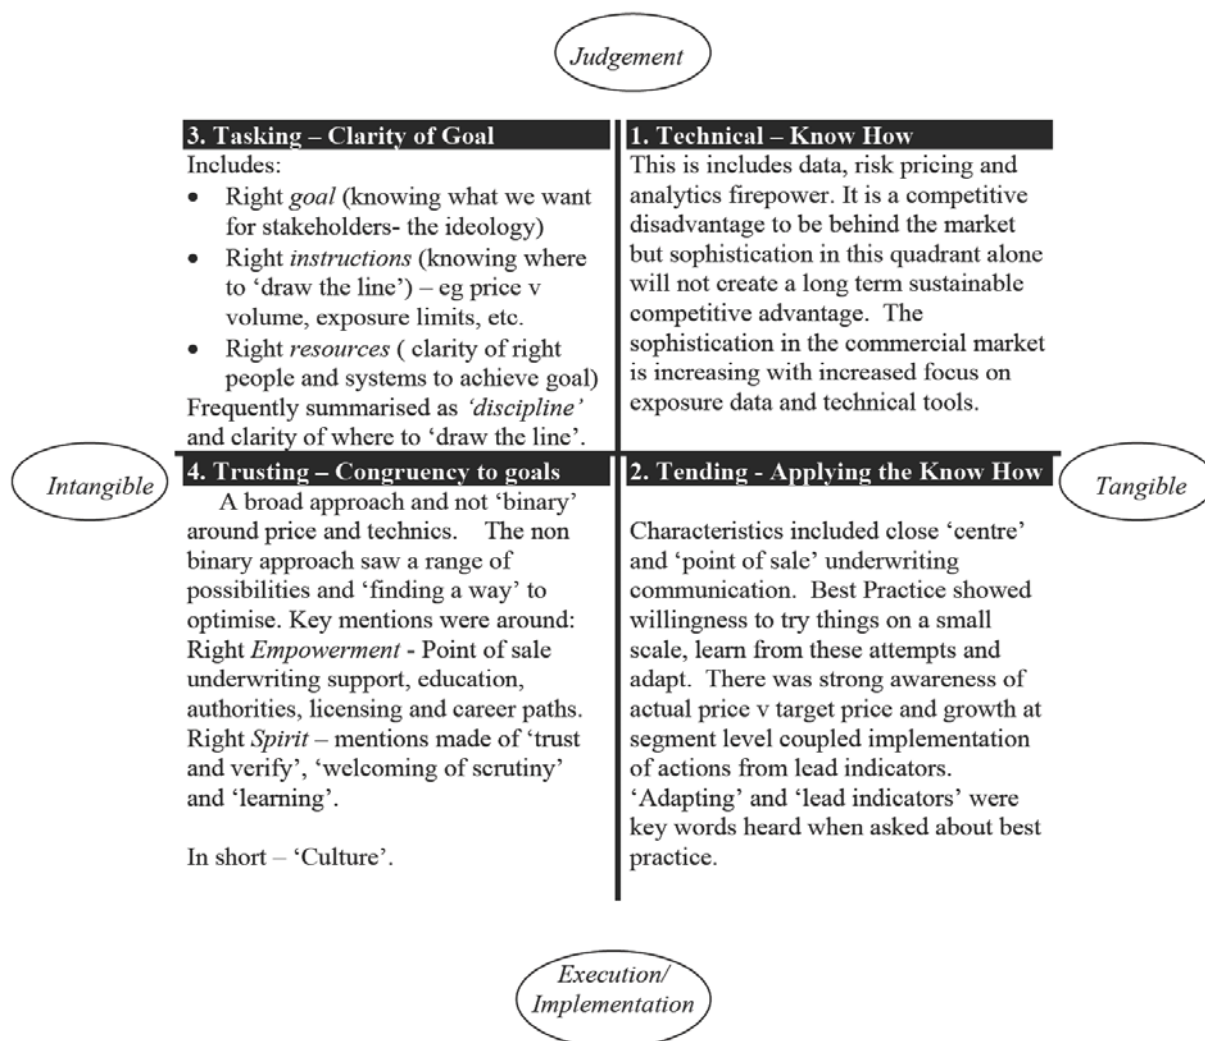 Judgement
3. Tasking – Clarity of Goal
Includes:
• Right goal (knowing what we want
for stakeholders- the ideology)
• Right instructions (knowing where
to ‘draw the line’) – eg price v
volume, exposure limits, etc.
• Right resources ( clarity of right
people and systems to achieve goal)
Frequently summarised as ‘discipline’
and clarity of where to ‘draw the line’.
1. Technical – Know How
This is includes data, risk pricing and
analytics firepower. It is a competitive
disadvantage to be behind the market
but sophistication in this quadrant alone
will not create a long term sustainable
competitive advantage. The
sophistication in the commercial market
is increasing with increased focus on
exposure data and technical tools.
Intangible
4. Trusting – Congruency to goals
A broad approach and not ‘binary’
around price and technics. The non
binary approach saw a range of
possibilities and ‘finding a way’ to
optimise. Key mentions were around:
Right Empowerment - Point of sale
underwriting support, education,
authorities, licensing and career paths.
Right Spirit – mentions made of ‘trust
and verify’, ‘welcoming of scrutiny’
and ‘learning’.
In short – ‘Culture’.
2. Tending - Applying the Know How
Characteristics included close ‘centre’
and ‘point of sale’ underwriting
communication. Best Practice showed
willingness to try things on a small
scale, learn from these attempts and
adapt. There was strong awareness of
actual price v target price and growth at
segment level coupled implementation
of actions from lead indicators.
‘Adapting’ and ‘lead indicators’ were
key words heard when asked about best
practice.
Tangible
Execution/
Implementation